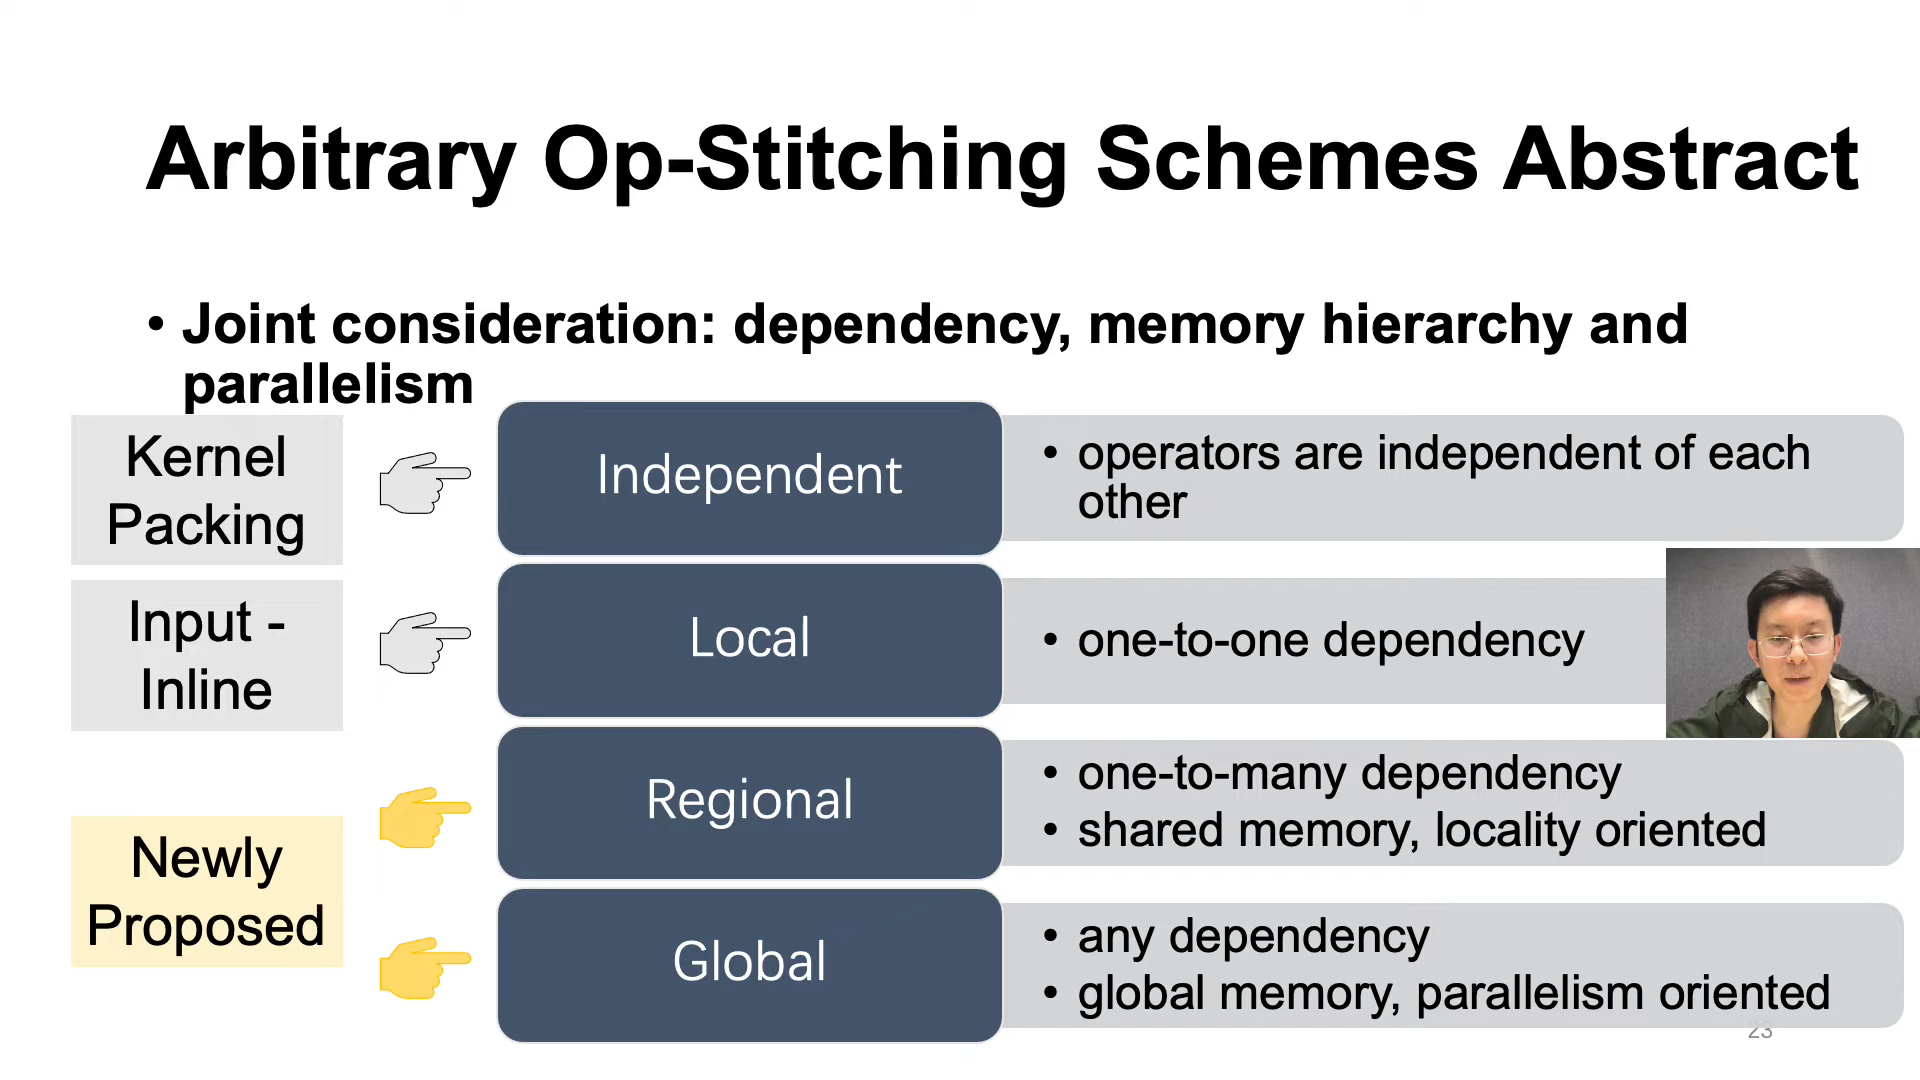 Arbitrary Op-Stitching Schemes Abstract
• Joint consideration: dependency, memory hierarchy and
parallelism
Kernel
Packing
Independent
• operators are independent of each
other
Input -
Inline
Local
• one-to-one dependency
Newly
Proposed
Regional
• one-to-many dependency
• shared memory, locality oriented
Global
• any dependency
• global memory, parallelism oriented
23